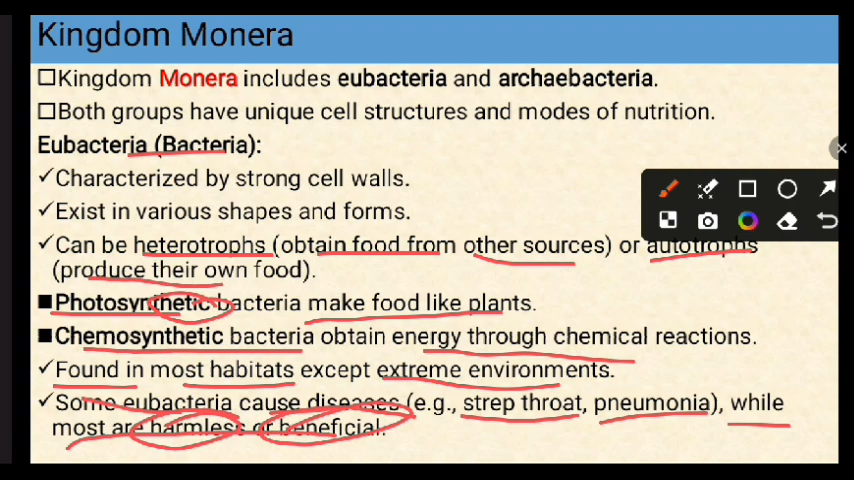 Kingdom Monera
Kingdom Monera includes eubacteria and archaebacteria.
Both groups have unique cell structures and modes of nutrition.
Eubacteria (Bacteria):
Characterized by strong cell walls.
Exist in various shapes and forms.
Can be heterotrophs (obtain food from other sources) or autotrophs
(produce their own food).
Photosynthetic bacteria make food like plants.
Chemosynthetic bacteria obtain energy through chemical reactions.
Found in most habitats except extreme environments.
Some eubacteria cause diseases (e.g., strep throat, pneumonia), while
most are harmless or beneficial.